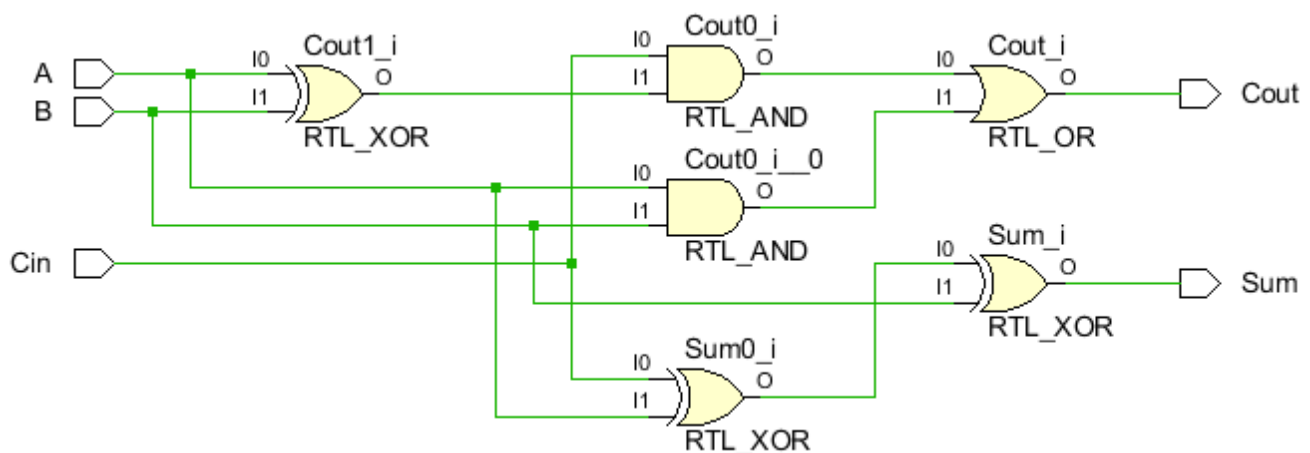 Cout1_i
I0
I1
O
RTL_XOR
A
B
Cin
Cout0_i
I0
I1
O
RTL_AND
Cout0_i__0
I0
I1
O
RTL_AND
Sum0_i
I0
I1
O
RTL_XOR
Cout_i
I0
I1
O
RTL_OR
Cout
Sum_i
I0
I1
O
RTL_XOR
Sum